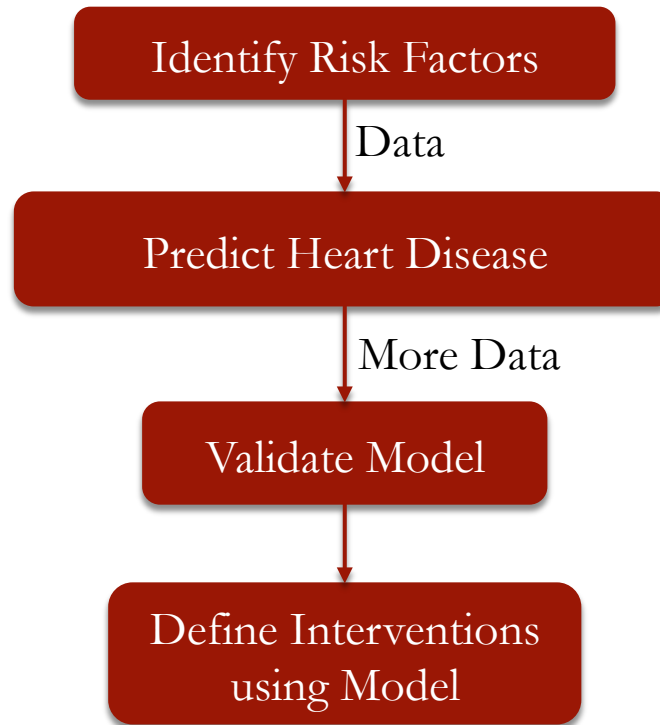 Identify Risk Factors
Data
Predict Heart Disease
More Data
Validate Model
Define Interventions
using Model